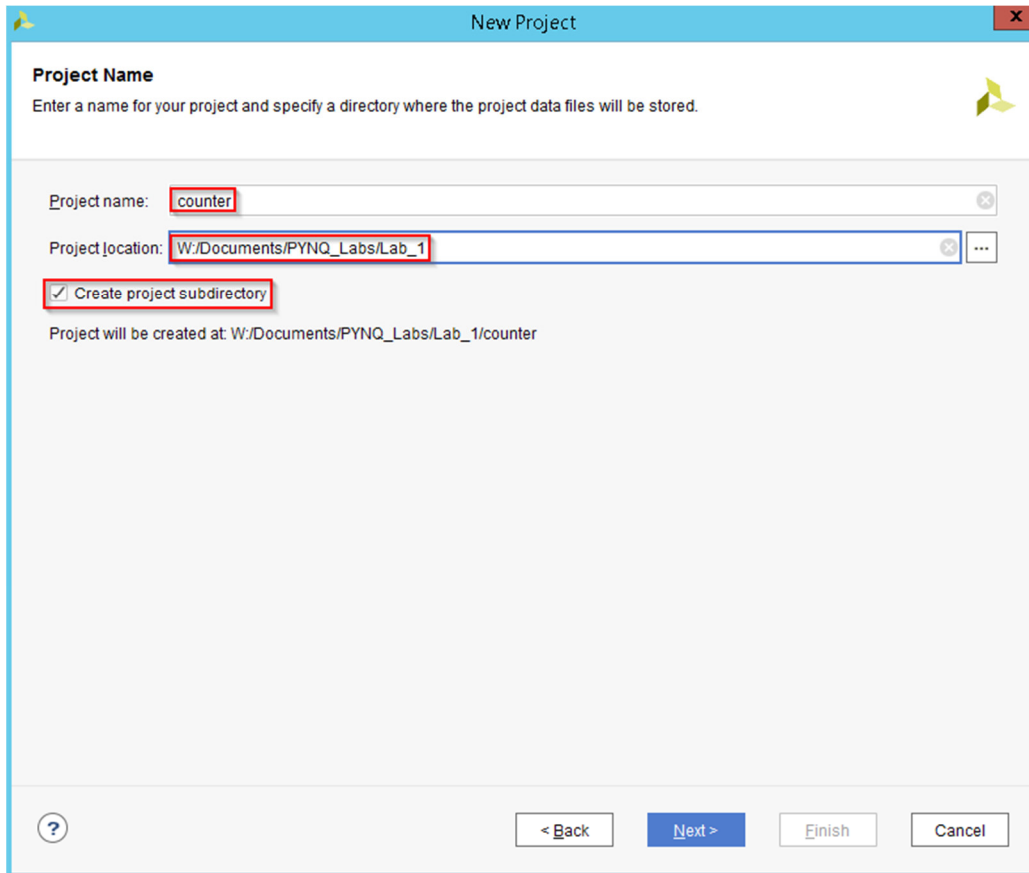 New Project
x
Project Name
Enter a name for your project and specify a directory where the project data files will be stored.
Project name: counter
Project location: W:/Documents/PYNQ_Labs/Lab_1 ...
Create project subdirectory
Project will be created at: W:/Documents/PYNQ_Labs/Lab_1/counter
? < Back Next > Finish Cancel